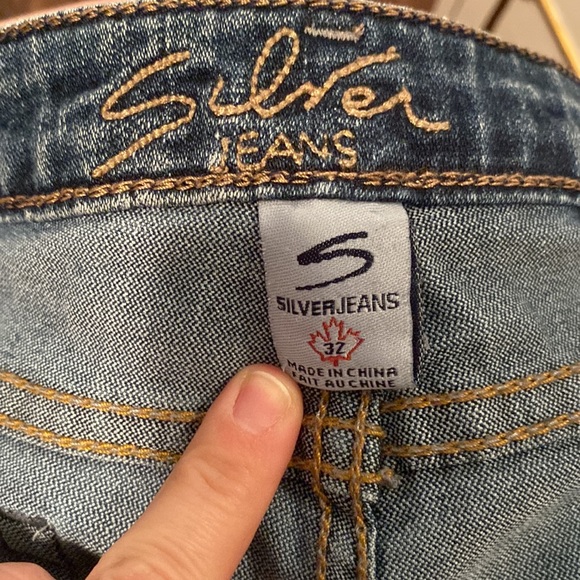 Silver
JEANS
S
SILVERJEANS
32
MADE IN CHINA
FAIT AU CHINE